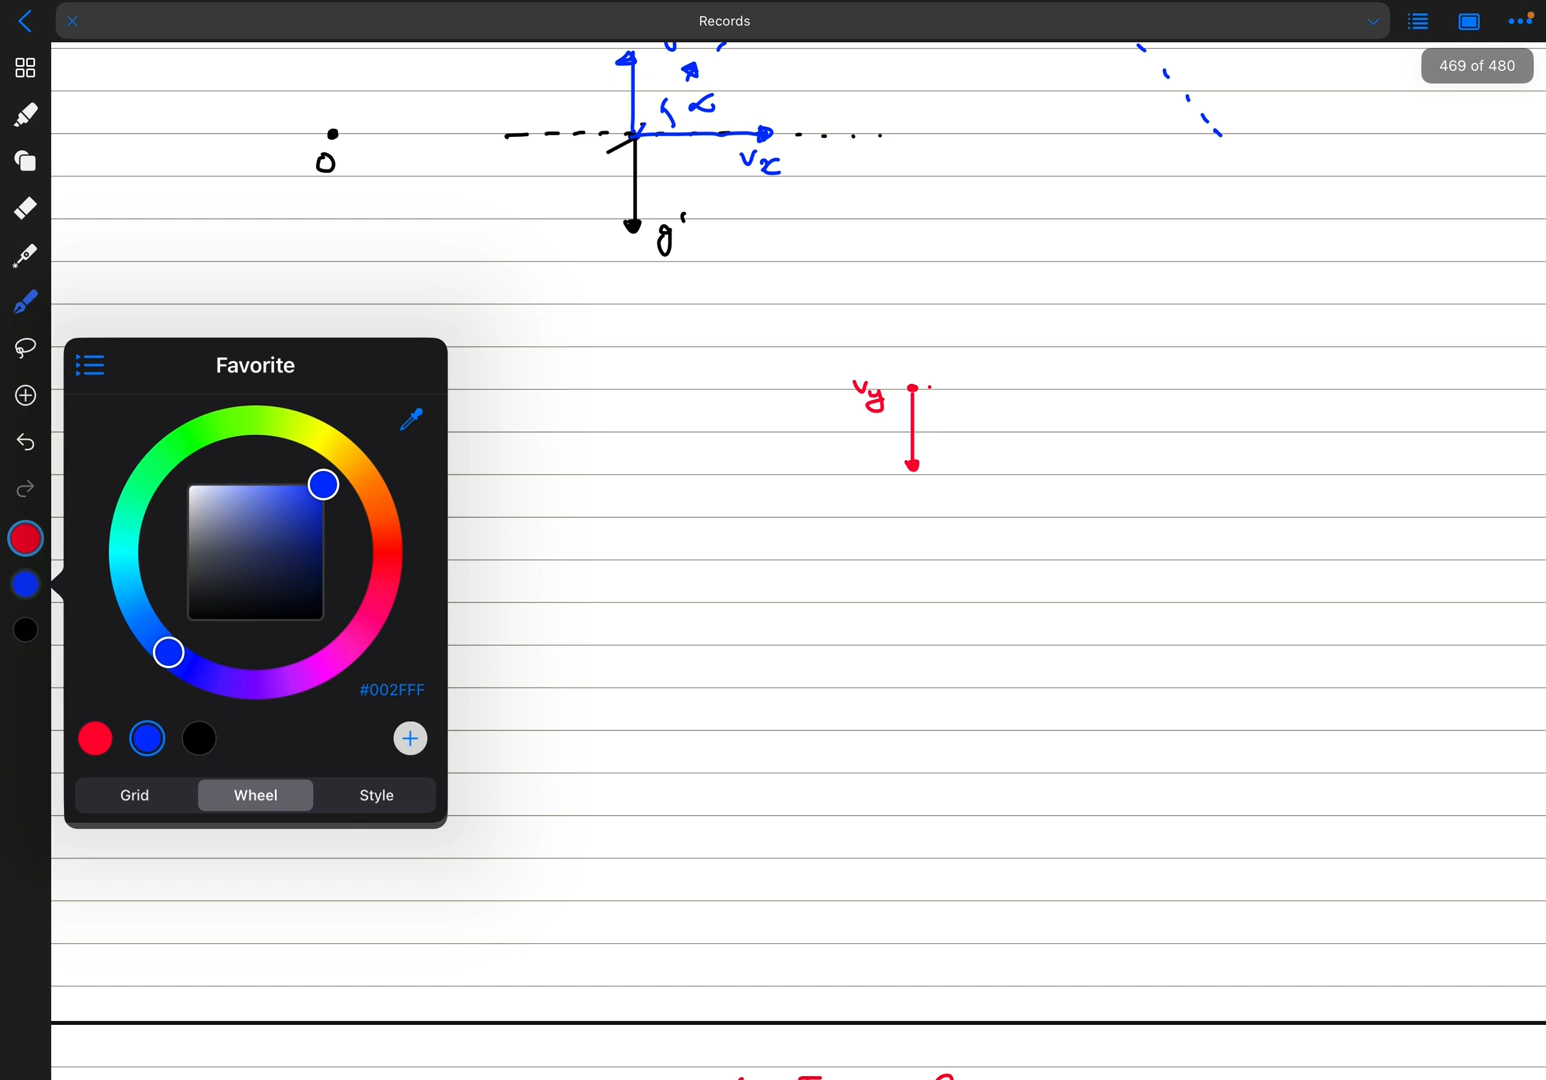 Records
469 of 480
α
vx
o
g'
Favorite
vy
#002FFF
Grid
Wheel
Style